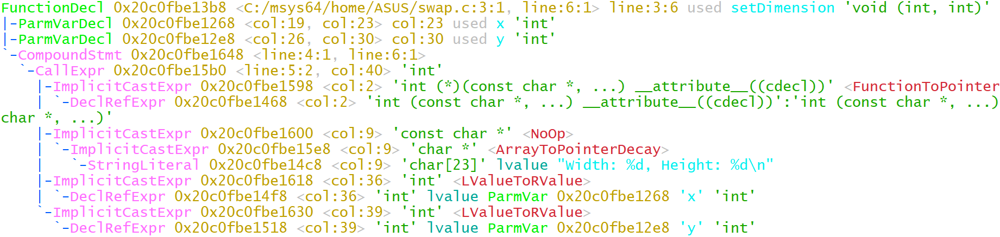 FunctionDecl 0x20c0fbe13b8 <C:/msys64/home/ASUS/swap.c:3:1, line:6:1> line:3:6 used setDimension 'void (int, int)'
|-ParmVarDecl 0x20c0fbe1268 <col:19, col:23> col:23 used x 'int'
|-ParmVarDecl 0x20c0fbe12e8 <col:26, col:30> col:30 used y 'int'
`-CompoundStmt 0x20c0fbe1648 <line:4:1, line:6:1>
  `-CallExpr 0x20c0fbe15b0 <line:5:2, col:40> 'int'
    |-ImplicitCastExpr 0x20c0fbe1598 <col:2> 'int (*)(const char *, ...) __attribute__((cdecl))' <FunctionToPointer
    | `-DeclRefExpr 0x20c0fbe1468 <col:2> 'int (const char *, ...) __attribute__((cdecl))':'int (const char *, ...)
char *, ...)'
    |-ImplicitCastExpr 0x20c0fbe1600 <col:9> 'const char *' <NoOp>
    | `-ImplicitCastExpr 0x20c0fbe15e8 <col:9> 'char *' <ArrayToPointerDecay>
    |   `-StringLiteral 0x20c0fbe14c8 <col:9> 'char[23]' lvalue "Width: %d, Height: %d\n"
    |-ImplicitCastExpr 0x20c0fbe1618 <col:36> 'int' <LValueToRValue>
    | `-DeclRefExpr 0x20c0fbe14f8 <col:36> 'int' lvalue ParmVar 0x20c0fbe1268 'x' 'int'
    `-ImplicitCastExpr 0x20c0fbe1630 <col:39> 'int' <LValueToRValue>
      `-DeclRefExpr 0x20c0fbe1518 <col:39> 'int' lvalue ParmVar 0x20c0fbe12e8 'y' 'int'